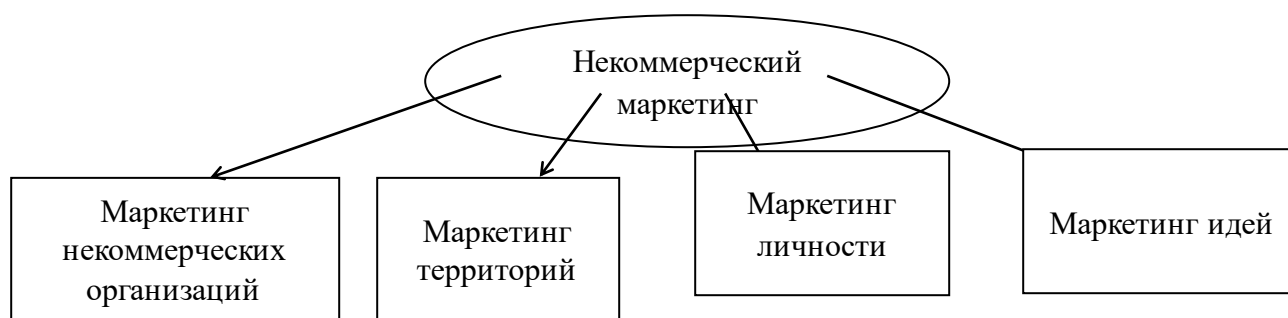 Некоммерческий
маркетинг
Маркетинг
некоммерческих
организаций
Маркетинг
территорий
Маркетинг
личности
Маркетинг идей